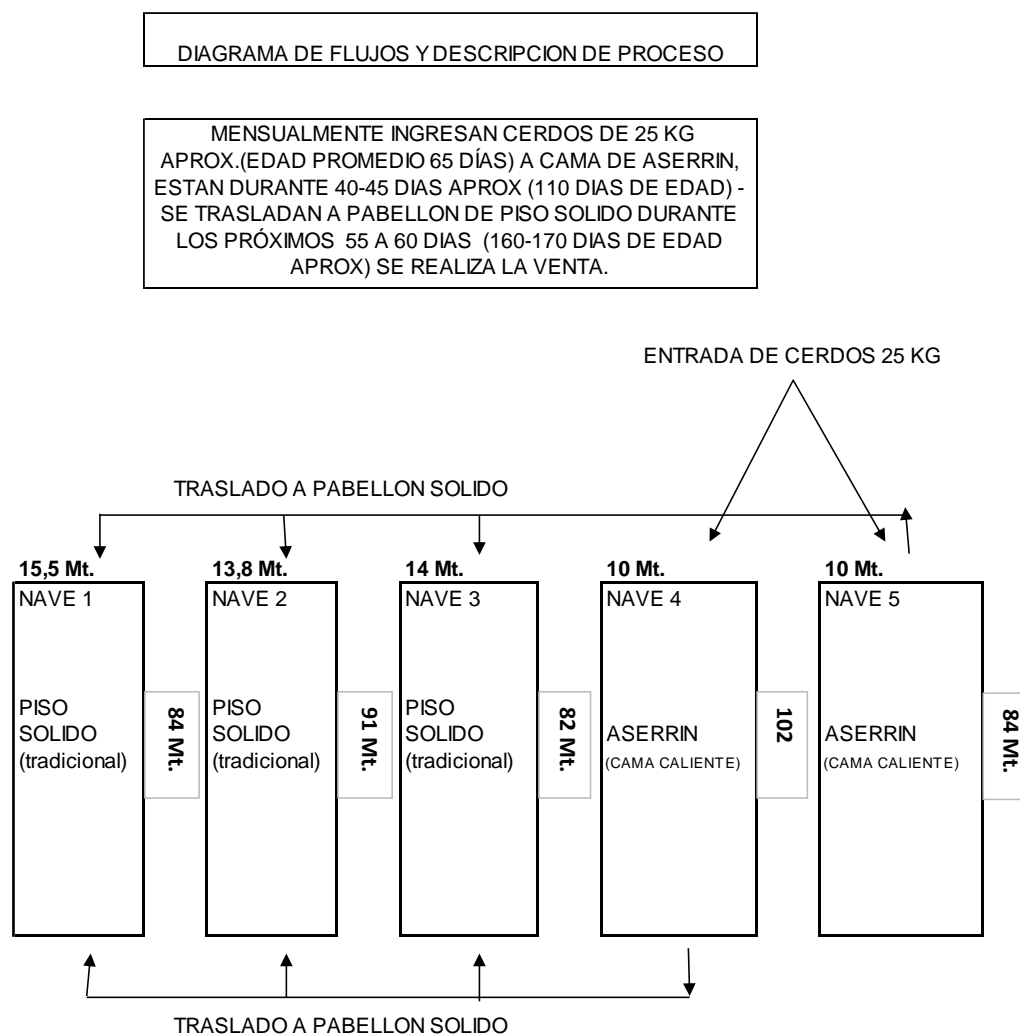 DIAGRAMA DE FLUJOS Y DESCRIPCION DE PROCESO
MENSUALMENTE INGRESAN CERDOS DE 25 KG
APROX.(EDAD PROMEDIO 65 DÍAS) A CAMA DE ASERRIN,
ESTAN DURANTE 40-45 DIAS APROX (110 DIAS DE EDAD) -
SE TRASLADAN A PABELLON DE PISO SOLIDO DURANTE
LOS PRÓXIMOS 55 A 60 DIAS (160-170 DIAS DE EDAD
APROX) SE REALIZA LA VENTA.
ENTRADA DE CERDOS 25 KG
TRASLADO A PABELLON SOLIDO
15,5 Mt.
NAVE 1
PISO
SOLIDO
(tradicional)
84 Mt.
13,8 Mt.
NAVE 2
PISO
SOLIDO
(tradicional)
91 Mt.
14 Mt.
NAVE 3
PISO
SOLIDO
(tradicional)
82 Mt.
10 Mt.
NAVE 4
ASERRIN
(CAMA CALIENTE)
102
10 Mt.
NAVE 5
ASERRIN
(CAMA CALIENTE)
84 Mt.
TRASLADO A PABELLON SOLIDO